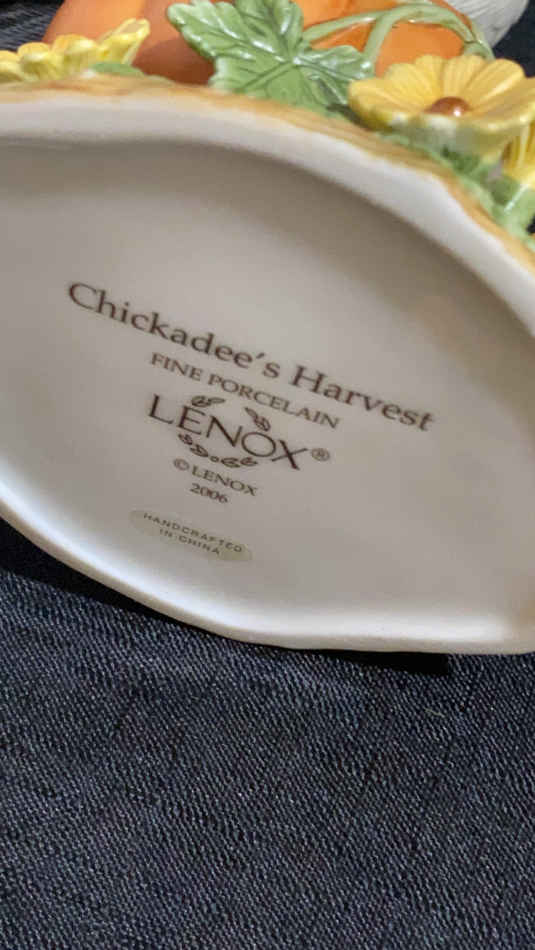 Chickadee's Harvest
FINE PORCELAIN
LENOX®
©LENOX
2006
HANDCRAFTED
IN CHINA